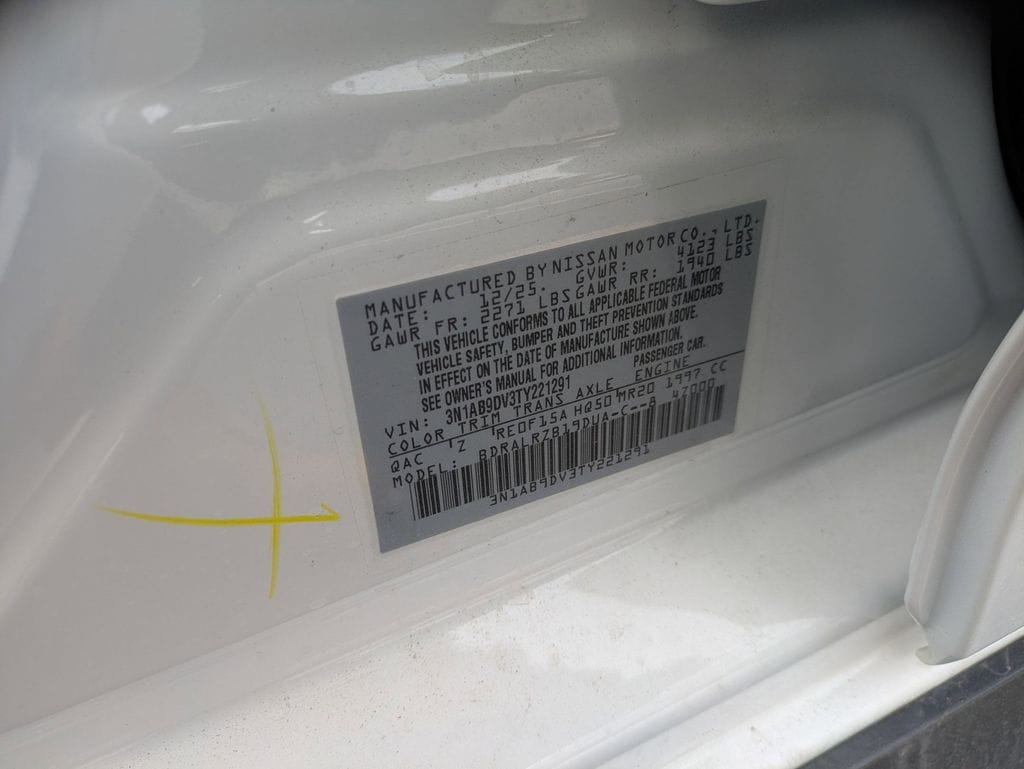 MANUFACTURED BY NISSAN MOTOR CO., LTD.
DATE: 12/25. GVWR: 4123 LBS
GAWR FR: 2271 LBS GAWR RR: 1940 LBS
THIS VEHICLE CONFORMS TO ALL APPLICABLE FEDERAL MOTOR
VEHICLE SAFETY, BUMPER AND THEFT PREVENTION STANDARDS
IN EFFECT ON THE DATE OF MANUFACTURE SHOWN ABOVE.
SEE OWNER'S MANUAL FOR ADDITIONAL INFORMATION.
VIN: 3N1AB9DV3TY221291 PASSENGER CAR.
COLOR TRIM TRANS AXLE ENGINE
QAC Z RE0F15A HQ50 MR20 1997 CC
MODEL: BDRALRZB19DUA-C--B 47000
3N1AB9DV3TY221291